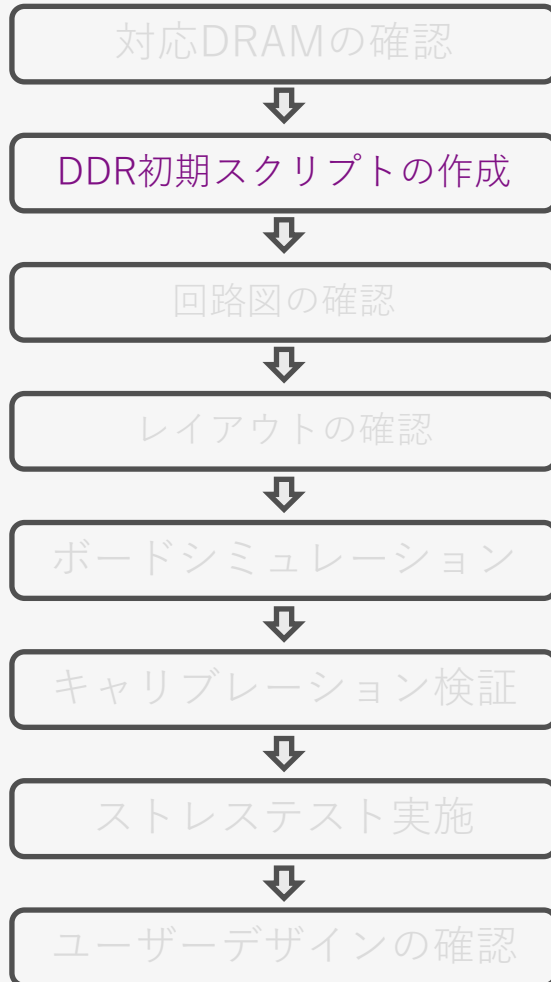 対応DRAMの確認
DDR初期スクリプトの作成
回路図の確認
レイアウトの確認
ボードシミュレーション
キャリブレーション検証
ストレステスト実施
ユーザーデザインの確認